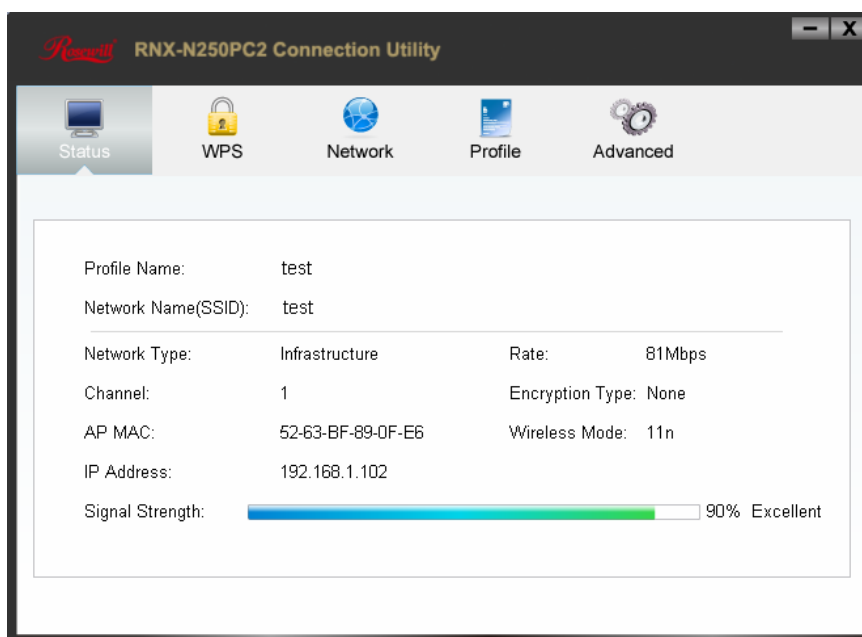 Rosewill RNX-N250PC2 Connection Utility
X
Status WPS Network Profile Advanced
Profile Name: test
Network Name(SSID): test
Network Type: Infrastructure Rate: 81Mbps
Channel: 1 Encryption Type: None
AP MAC: 52-63-BF-89-0F-E6 Wireless Mode: 11n
IP Address: 192.168.1.102
Signal Strength: 90% Excellent